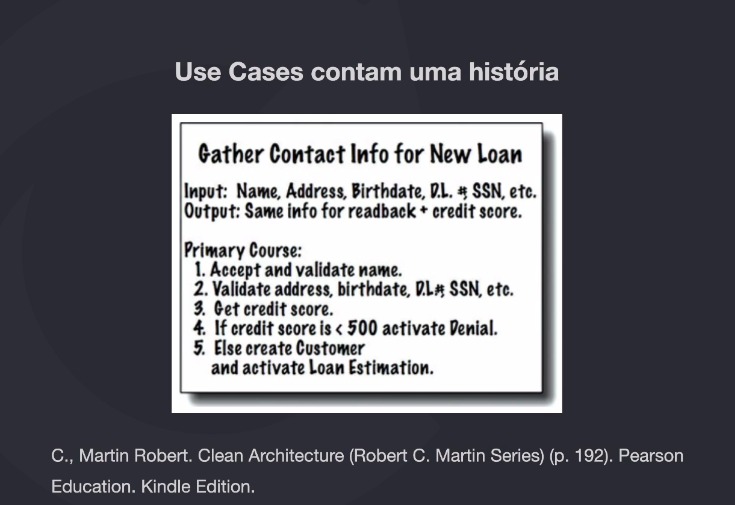 Use Cases contam uma história
Gather Contact Info for New Loan
Input: Name, Address, Birthdate, D.L. # SSN, etc.
Output: Same info for readback + credit score.
Primary Course:
1. Accept and validate name.
2. Validate address, birthdate, D.L.# SSN, etc.
3. Get credit score.
4. If credit score is < 500 activate Denial.
5. Else create Customer
and activate Loan Estimation.
C., Martin Robert. Clean Architecture (Robert C. Martin Series) (p. 192). Pearson
Education. Kindle Edition.